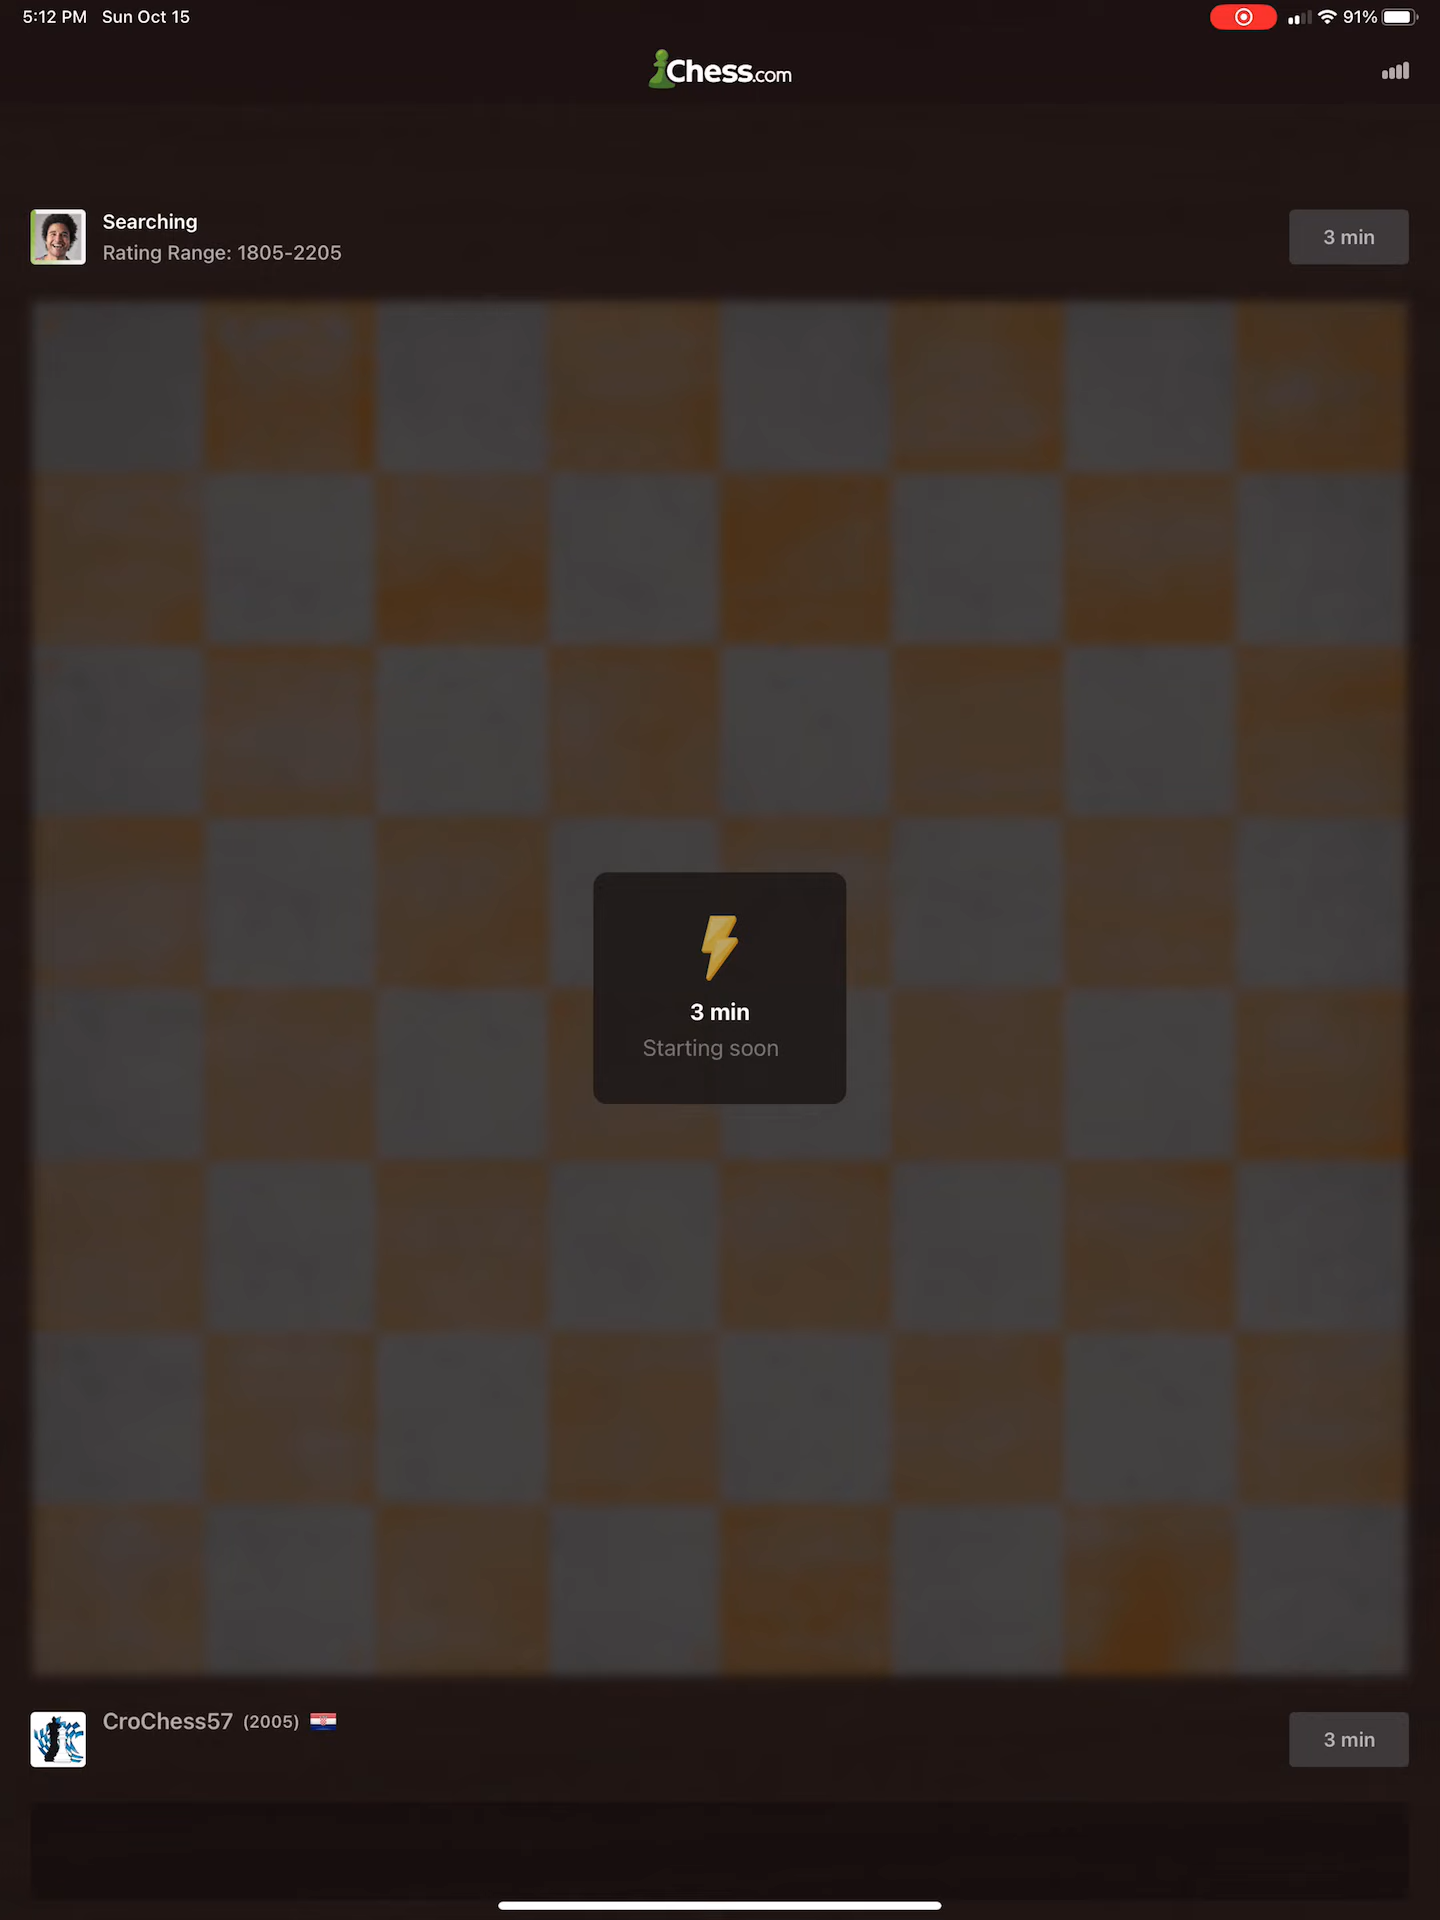 5:12 PM Sun Oct 15
91%
Chess.com
Searching
Rating Range: 1805-2205
3 min
3 min
Starting soon
CroChess57 (2005)
3 min